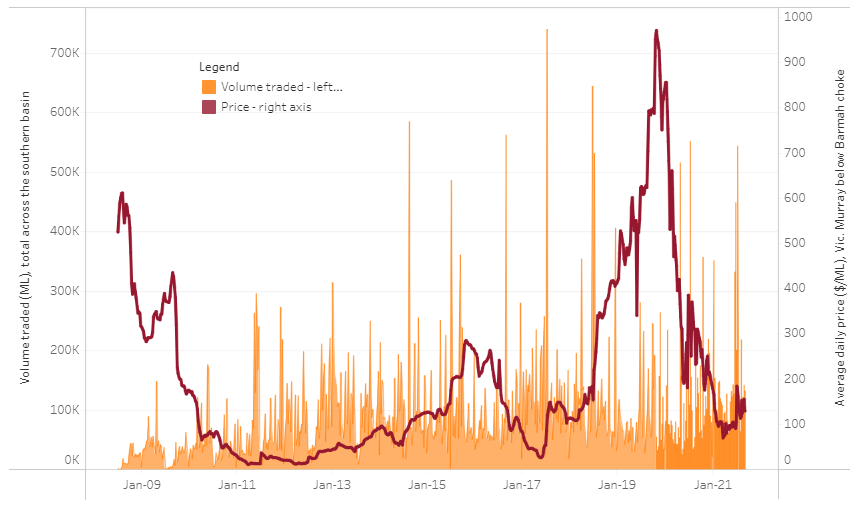 Volume traded (ML), total across the southern basin
700K
600K
500K
400K
300K
200K
100K
0K
Legend
Volume traded - left...
Price - right axis
1000
900
800
700
600
500
400
300
200
100
0
Average daily price ($/ML), Vic. Murray below Barmah choke
Jan-09
Jan-11
Jan-13
Jan-15
Jan-17
Jan-19
Jan-21